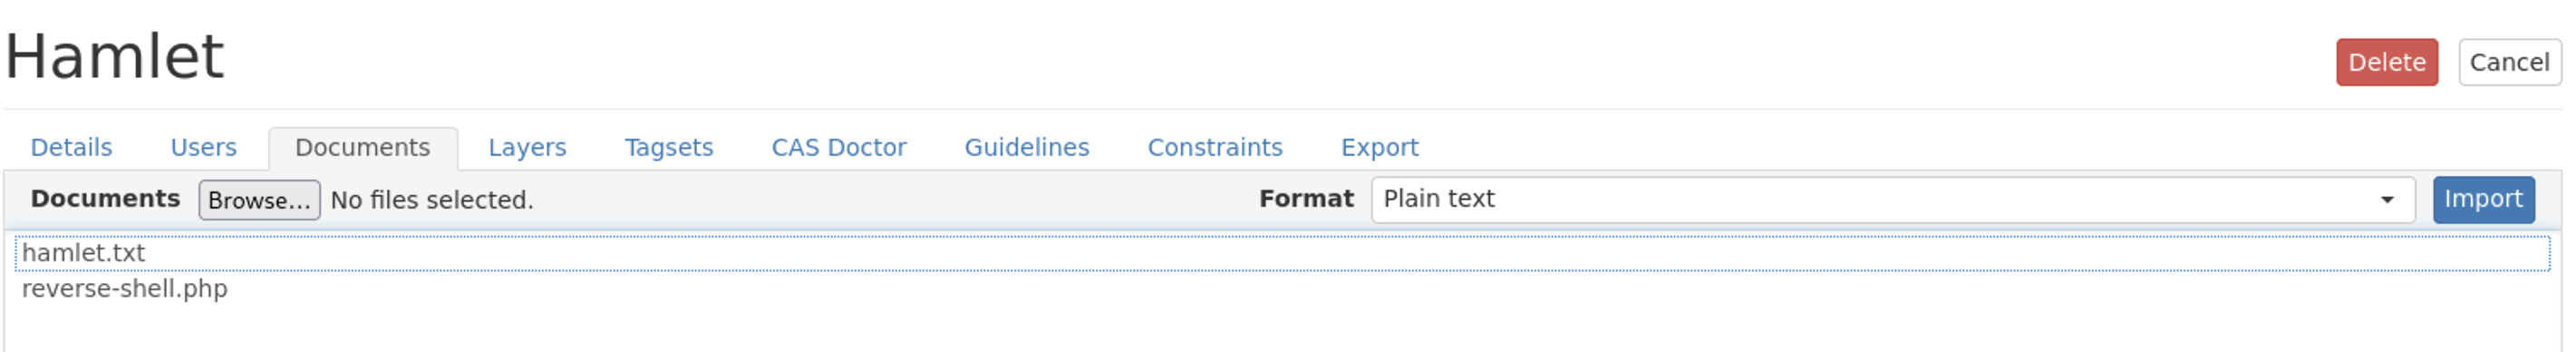 Hamlet
Delete Cancel
Details Users Documents Layers Tagsets CAS Doctor Guidelines Constraints Export
Documents Browse... No files selected. Format Plain text Import
hamlet.txt
reverse-shell.php